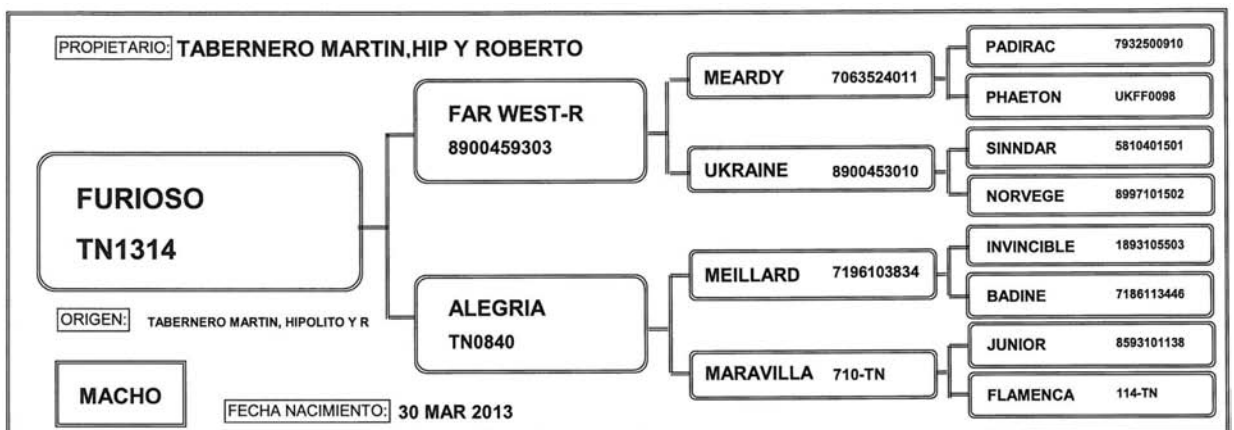 PROPIETARIO: TABERNERO MARTIN,HIP Y ROBERTO
FURIOSO
TN1314
ORIGEN: TABERNERO MARTIN, HIPOLITO Y R
MACHO
FECHA NACIMIENTO: 30 MAR 2013
FAR WEST-R
8900459303
ALEGRIA
TN0840
MEARDY 7063524011
UKRAINE 8900453010
MEILLARD 7196103834
MARAVILLA 710-TN
PADIRAC 7932500910
PHAETON UKFF0098
SINNDAR 5810401501
NORVEGE 8997101502
INVINCIBLE 1893105503
BADINE 7186113446
JUNIOR 8593101138
FLAMENCA 114-TN